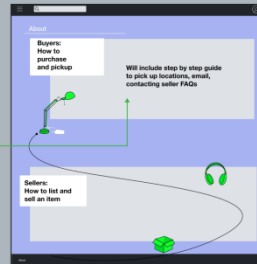 About
Buyers:
How to
purchase
and pickup
Will include step by step guide
to pick up locations, email,
contacting seller FAQs
Sellers:
How to list and
sell an item